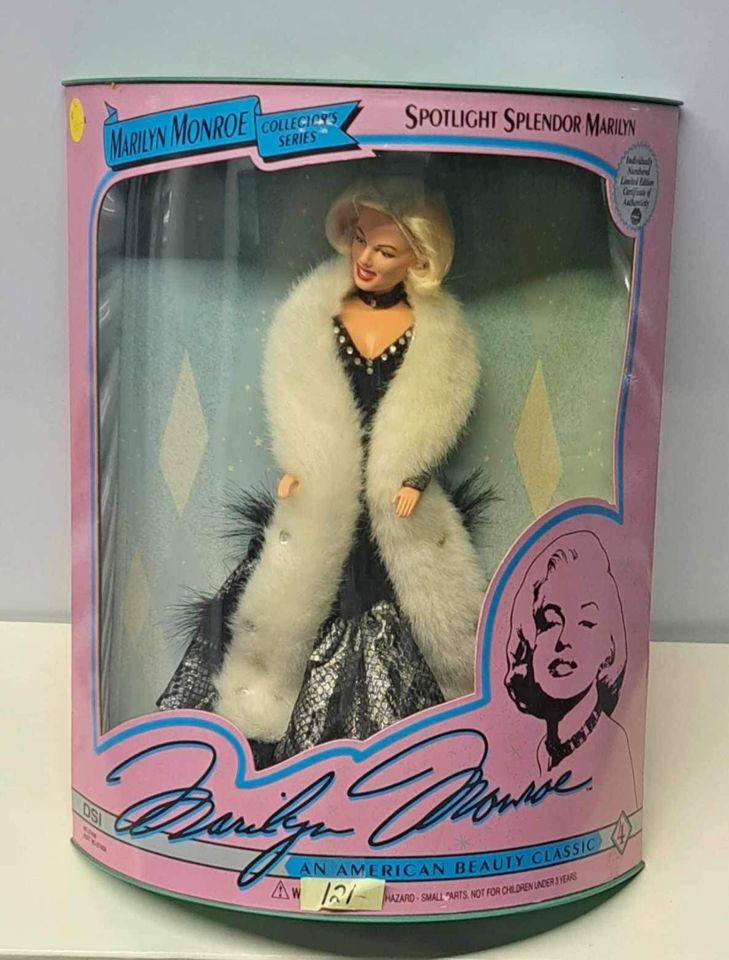 MARILYN MONROE
COLLECTOR'S
SERIES
SPOTLIGHT SPLENDOR MARILYN
Individually
Numbered
Limited Edition
Certificate of
Authenticity
Marilyn Monroe™
DSI
4
AN AMERICAN BEAUTY CLASSIC
W
121-
HAZARD - SMALL PARTS. NOT FOR CHILDREN UNDER 3 YEARS.